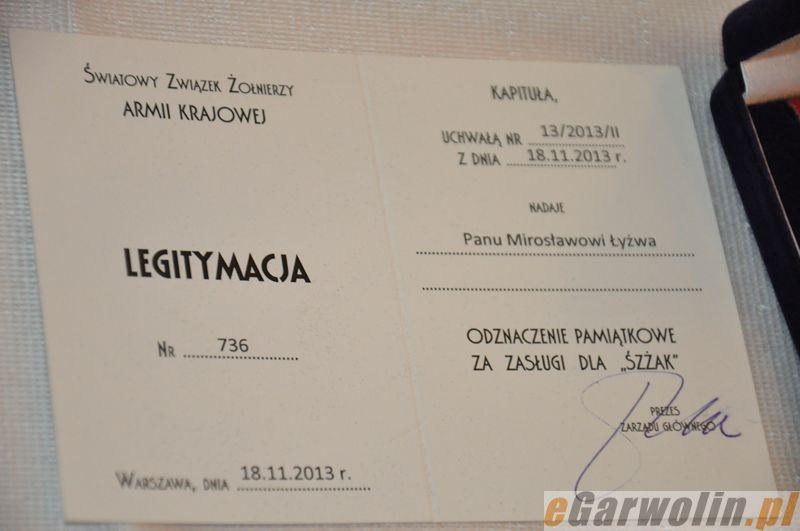 ŚWIATOWY ZWIĄZEK ŻOŁNIERZY
ARMII KRAJOWEJ
LEGITYMACJA
NR 736
WARSZAWA, DNIA 18.11.2013 r.
KAPITUŁA,
UCHWAŁĄ NR 13/2013/II
Z DNIA 18.11.2013 r.
NADAJE
Panu Mirosławowi Łyżwa
ODZNACZENIE PAMIĄTKOWE
ZA ZASŁUGI DLA „ŚZŻAK”
PREZES
ZARZĄDU GŁÓWNEGO
eGarwolin.pl